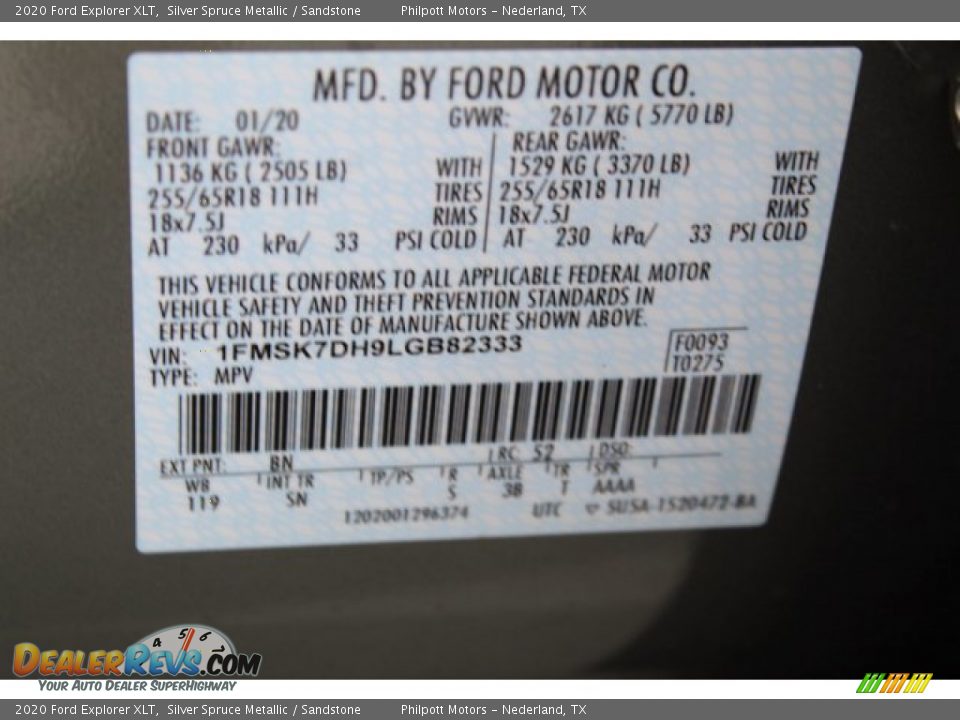 2020 Ford Explorer XLT, Silver Spruce Metallic / Sandstone Philpott Motors – Nederland, TX
MFD. BY FORD MOTOR CO.
DATE: 01/20 GVWR: 2617 KG ( 5770 LB)
FRONT GAWR: REAR GAWR:
1136 KG ( 2505 LB) WITH 1529 KG ( 3370 LB) WITH
255/65R18 111H TIRES 255/65R18 111H TIRES
18x7.5J RIMS 18x7.5J RIMS
AT 230 kPa/ 33 PSI COLD AT 230 kPa/ 33 PSI COLD
THIS VEHICLE CONFORMS TO ALL APPLICABLE FEDERAL MOTOR
VEHICLE SAFETY AND THEFT PREVENTION STANDARDS IN
EFFECT ON THE DATE OF MANUFACTURE SHOWN ABOVE.
VIN: 1FMSK7DH9LGB82333 F0093
TYPE: MPV T0275
EXT PNT: BN RC: 52 DSO:
WB INT TR TP/PS R AXLE TR SPR
119 SN S 3B T AAAA
1202001296374 UTC SU5A-1520472-BA
4 5 6
DEALERREVS.COM
YOUR AUTO DEALER SUPERHIGHWAY
2020 Ford Explorer XLT, Silver Spruce Metallic / Sandstone Philpott Motors – Nederland, TX